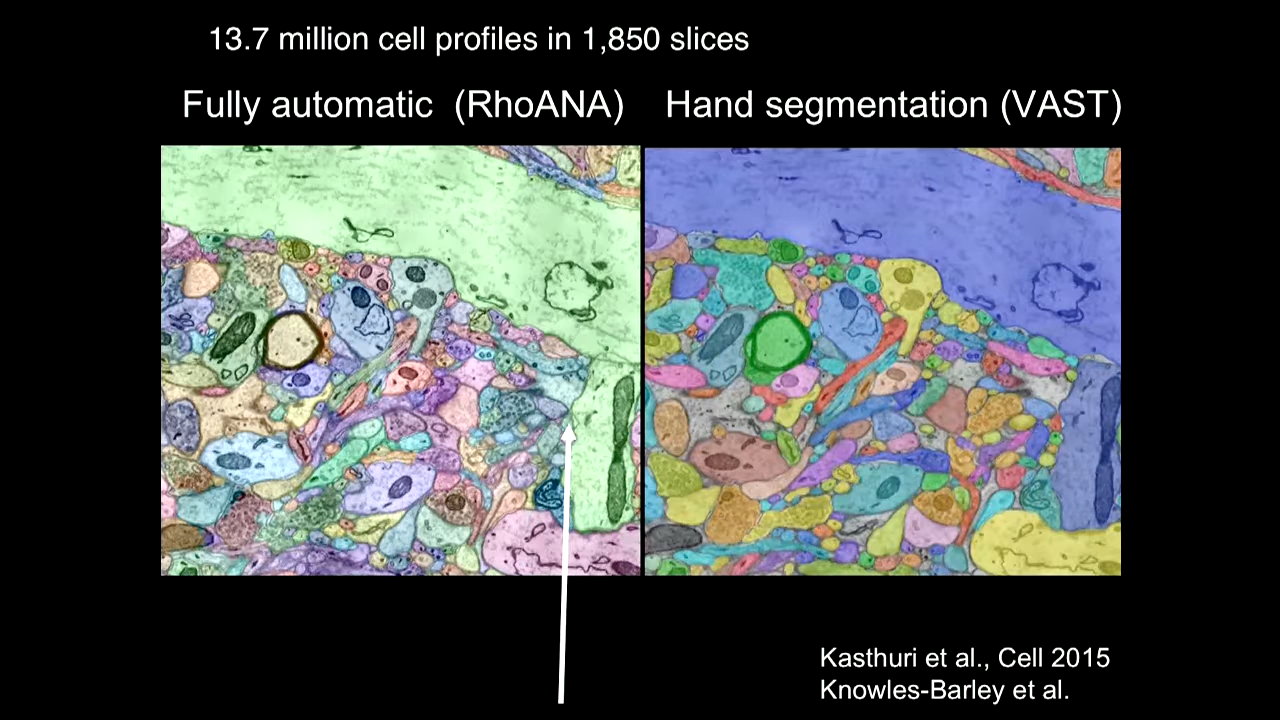 13.7 million cell profiles in 1,850 slices
Fully automatic (RhoANA)
Hand segmentation (VAST)
Kasthuri et al., Cell 2015
Knowles-Barley et al.